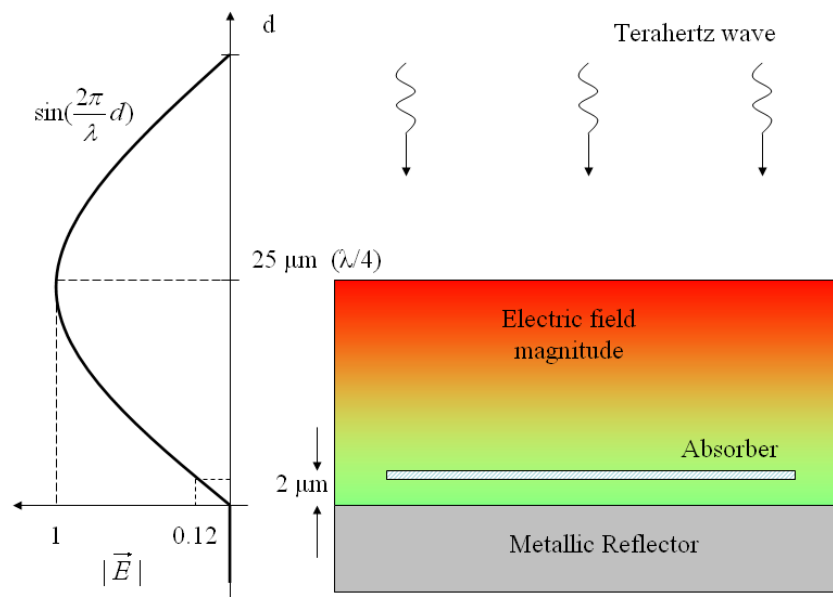 d
Terahertz wave
sin(2π/λ d)
25 μm (λ/4)
Electric field
magnitude
Absorber
2 μm
1
0.12
Metallic Reflector
|E⃗|